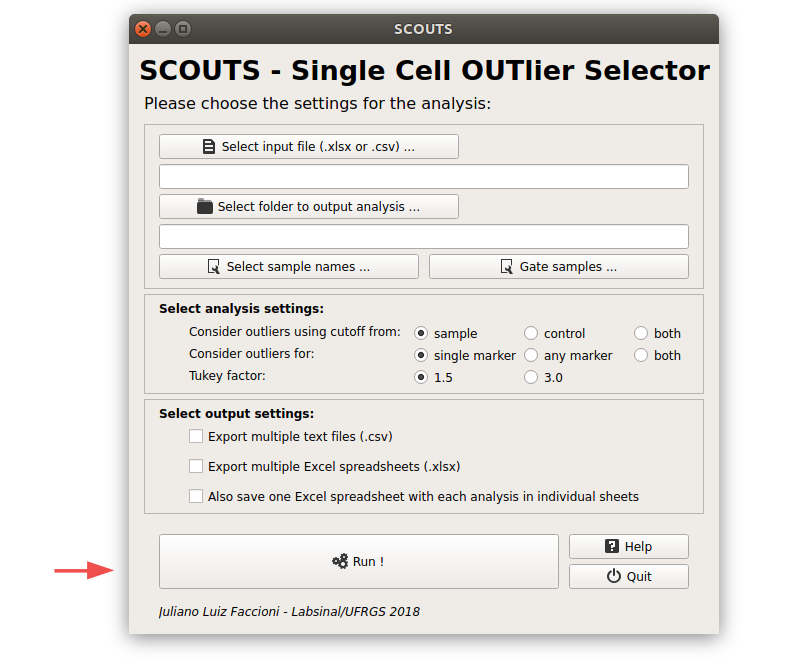 SCOUTS
SCOUTS - Single Cell OUTlier Selector
Please choose the settings for the analysis:
Select input file (.xlsx or .csv) ...
Select folder to output analysis ...
Select sample names ... Gate samples ...
Select analysis settings:
Consider outliers using cutoff from: sample control both
Consider outliers for: single marker any marker both
Tukey factor: 1.5 3.0
Select output settings:
Export multiple text files (.csv)
Export multiple Excel spreadsheets (.xlsx)
Also save one Excel spreadsheet with each analysis in individual sheets
Run !
Help
Quit
Juliano Luiz Faccioni - Labsinal/UFRGS 2018